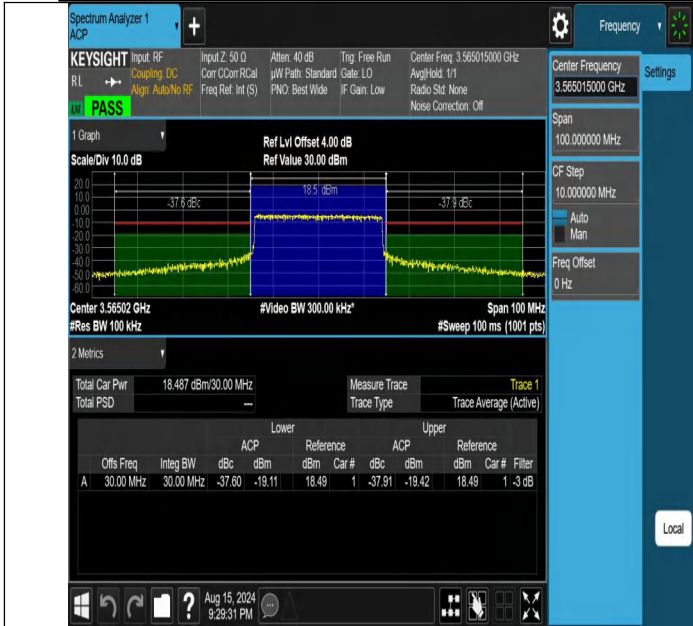 Spectrum Analyzer 1
ACP
Frequency
KEYSIGHT
RL
PASS
Input: RF
Coupling: DC
Align: Auto/No RF
Input Z: 50 Ω
Corr CCorr RCal
Freq Ref: Int (S)
Atten: 40 dB
µW Path: Standard
PNO: Best Wide
Trig: Free Run
Gate: LO
IF Gain: Low
Center Freq: 3.565015000 GHz
Avg|Hold: 1/1
Radio Std: None
Noise Correction: Off
Center Frequency
3.565015000 GHz
Settings
Span
100.000000 MHz
CF Step
10.000000 MHz
Auto
Man
Freq Offset
0 Hz
1 Graph
Scale/Div 10.0 dB
Ref Lvl Offset 4.00 dB
Ref Value 30.00 dBm
20.0
10.0
0.00
-10.0
-20.0
-30.0
-40.0
-50.0
-60.0
-37.6 dBc
18.5 dBm
-37.9 dBc
Center 3.56502 GHz
#Video BW 300.00 kHz*
Span 100 MHz
#Res BW 100 kHz
#Sweep 100 ms (1001 pts)
2 Metrics
Total Car Pwr 18.487 dBm/30.00 MHz
Measure Trace Trace 1
Total PSD ---
Trace Type Trace Average (Active)
Lower Upper
ACP Reference ACP Reference
Offs Freq Integ BW dBc dBm dBm Car # dBc dBm dBm Car # Filter
A 30.00 MHz 30.00 MHz -37.60 -19.11 18.49 1 -37.91 -19.42 18.49 1 -3 dB
Local
?
Aug 15, 2024
9:29:31 PM